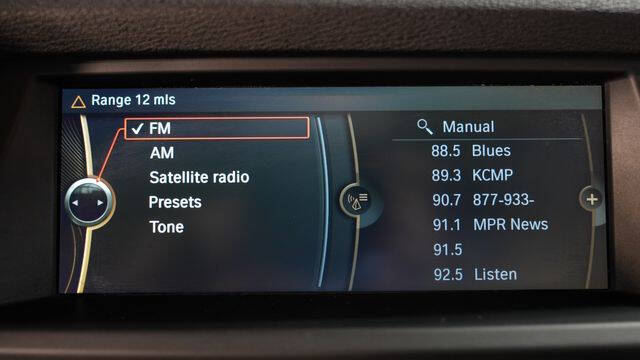 Range 12 mls
FM
AM
Satellite radio
Presets
Tone
Manual
88.5 Blues
89.3 KCMP
90.7 877-933-
91.1 MPR News
91.5
92.5 Listen